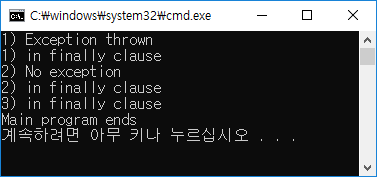 C:\windows\system32\cmd.exe
1) Exception thrown
1) in finally clause
2) No exception
2) in finally clause
3) in finally clause
Main program ends
계속하려면 아무 키나 누르십시오 . . .